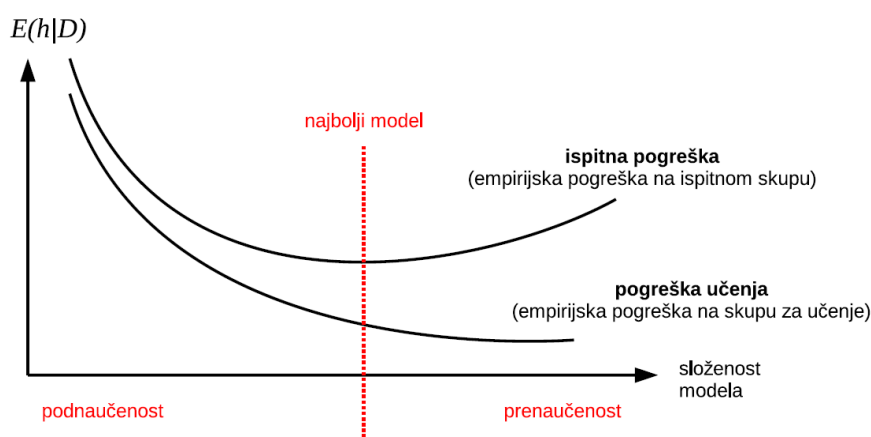 E(h|D)
najbolji model
ispitna pogreška
(empirijska pogreška na ispitnom skupu)
pogreška učenja
(empirijska pogreška na skupu za učenje)
složenost
modela
podnaučenost
prenaučenost